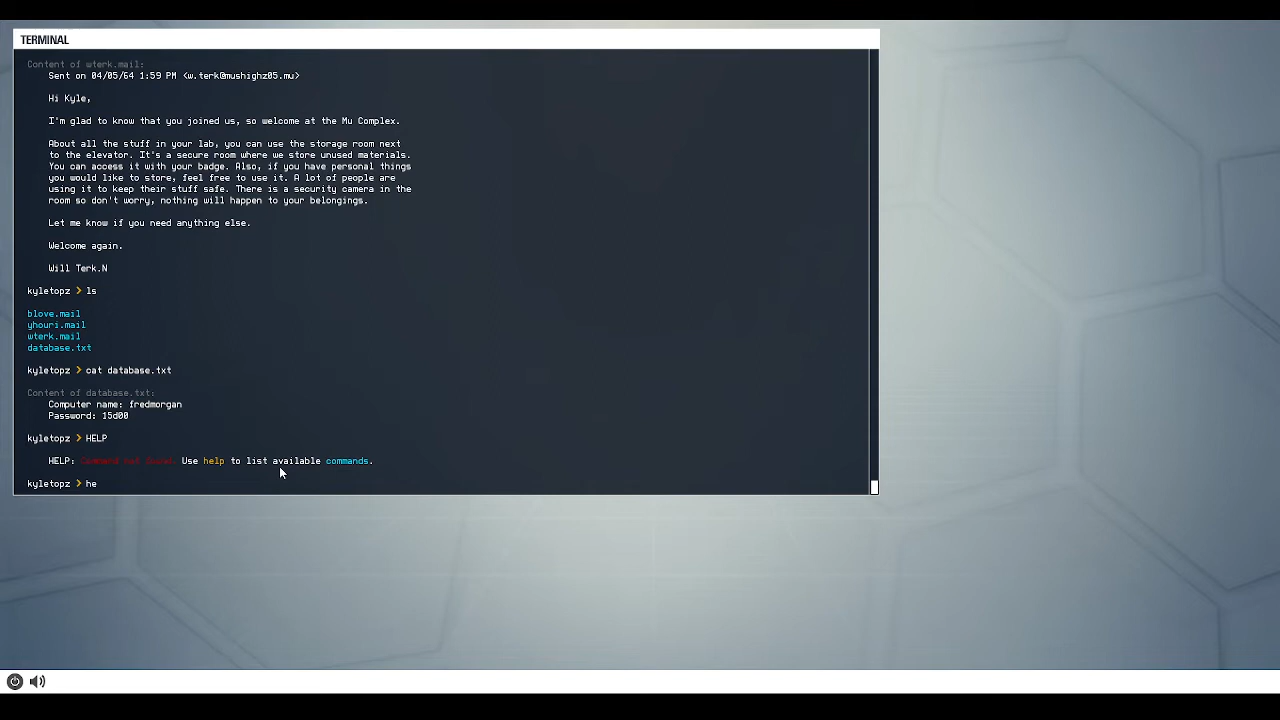 TERMINAL
Content of wterk.mail:
Sent on 04/05/64 1:59 PM <w.terk@mushighz05.mu>
Hi Kyle,
I'm glad to know that you joined us, so welcome at the Mu Complex.
About all the stuff in your lab, you can use the storage room next
to the elevator. It's a secure room where we store unused materials.
You can access it with your badge. Also, if you have personal things
you would like to store, feel free to use it. A lot of people are
using it to keep their stuff safe. There is a security camera in the
room so don't worry, nothing will happen to your belongings.
Let me know if you need anything else.
Welcome again.
Will Terk.N
kyletopz > ls
blove.mail
yhouri.mail
wterk.mail
database.txt
kyletopz > cat database.txt
Content of database.txt:
Computer name: fredmorgan
Password: 15d00
kyletopz > HELP
HELP: Command not found. Use help to list available commands.
kyletopz > he